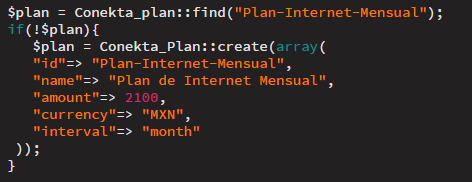 $plan = Conekta_plan::find("Plan-Internet-Mensual");
if(!$plan){
   $plan = Conekta_Plan::create(array(
   "id"=> "Plan-Internet-Mensual",
   "name"=> "Plan de Internet Mensual",
   "amount"=> 2100,
   "currency"=> "MXN",
   "interval"=> "month"
 ));
}